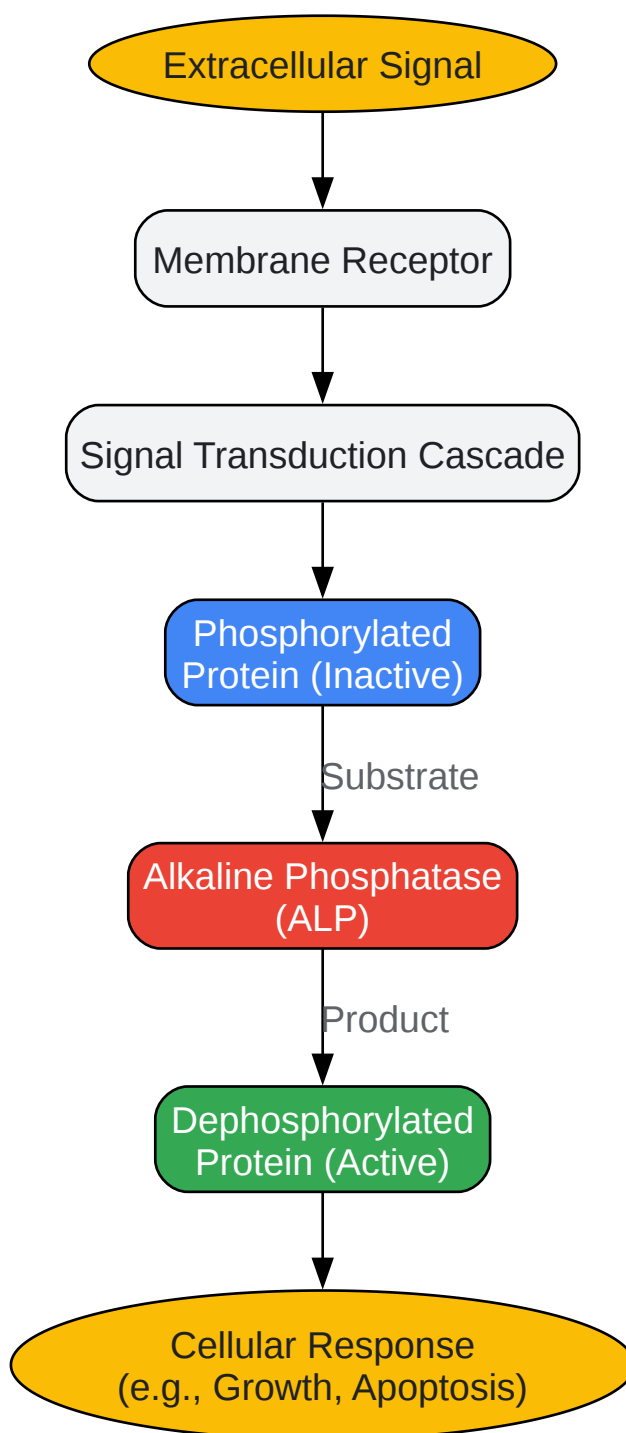 Extracellular Signal
Membrane Receptor
Signal Transduction Cascade
Phosphorylated
Protein (Inactive)
Substrate
Alkaline Phosphatase
(ALP)
Product
Dephosphorylated
Protein (Active)
Cellular Response
(e.g., Growth, Apoptosis)